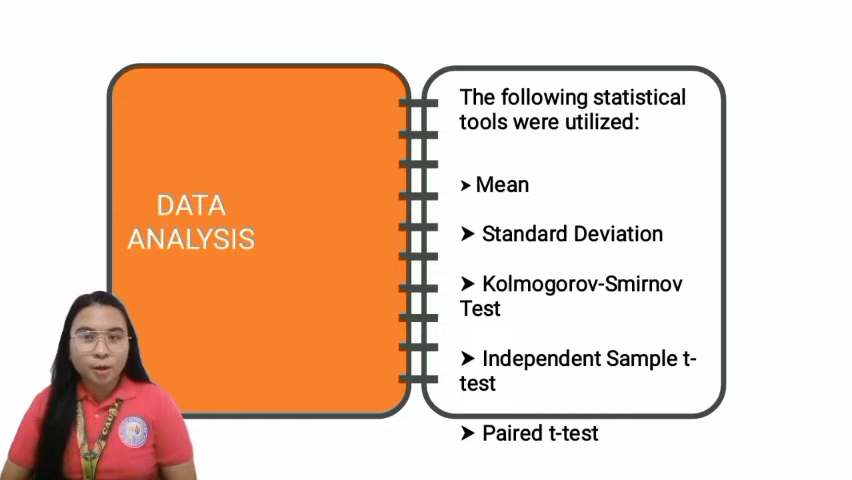 DATA
ANALYSIS
The following statistical
tools were utilized:
➤ Mean
➤ Standard Deviation
➤ Kolmogorov-Smirnov
Test
➤ Independent Sample t-
test
➤ Paired t-test